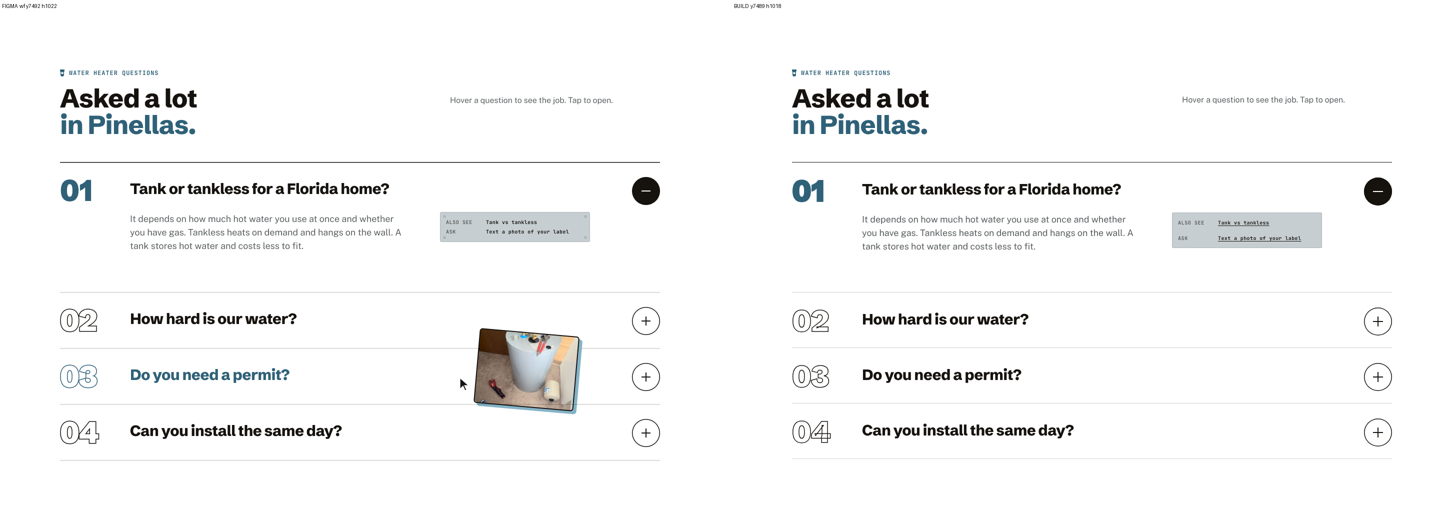 FIGMA wf y7492 h1022
WATER HEATER QUESTIONS
Asked a lot
in Pinellas.
Hover a question to see the job. Tap to open.
01
Tank or tankless for a Florida home?
It depends on how much hot water you use at once and whether
you have gas. Tankless heats on demand and hangs on the wall. A
tank stores hot water and costs less to fit.
ALSO SEE Tank vs tankless
ASK Text a photo of your label
02
How hard is our water?
03
Do you need a permit?
04
Can you install the same day?
BUILD y7489 h1018
WATER HEATER QUESTIONS
Asked a lot
in Pinellas.
Hover a question to see the job. Tap to open.
01
Tank or tankless for a Florida home?
It depends on how much hot water you use at once and whether
you have gas. Tankless heats on demand and hangs on the wall. A
tank stores hot water and costs less to fit.
ALSO SEE Tank vs tankless
ASK Text a photo of your label
02
How hard is our water?
03
Do you need a permit?
04
Can you install the same day?